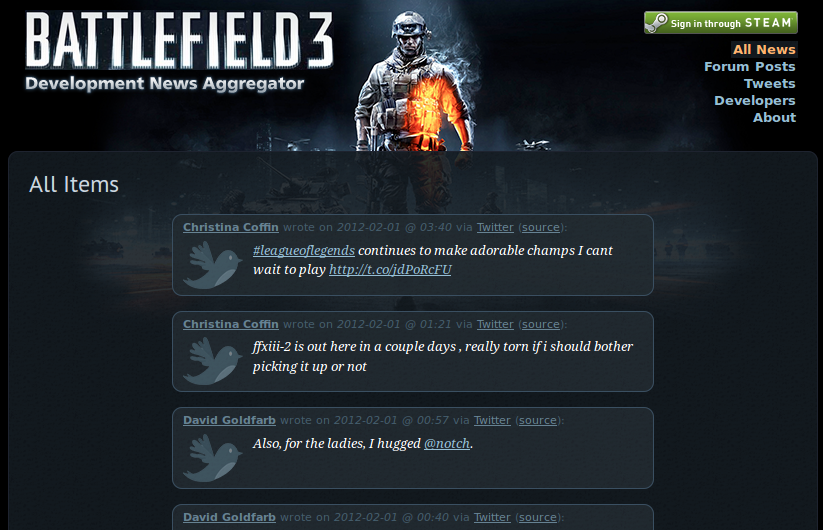 BATTLEFIELD 3
Development News Aggregator
Sign in through STEAM
All News
Forum Posts
Tweets
Developers
About
All Items
Christina Coffin wrote on 2012-02-01 @ 03:40 via Twitter (source):
#leagueoflegends continues to make adorable champs I cant
wait to play http://t.co/jdPoRcFU
Christina Coffin wrote on 2012-02-01 @ 01:21 via Twitter (source):
ffxiii-2 is out here in a couple days , really torn if i should bother
picking it up or not
David Goldfarb wrote on 2012-02-01 @ 00:57 via Twitter (source):
Also, for the ladies, I hugged @notch.
David Goldfarb wrote on 2012-02-01 @ 00:40 via Twitter (source):